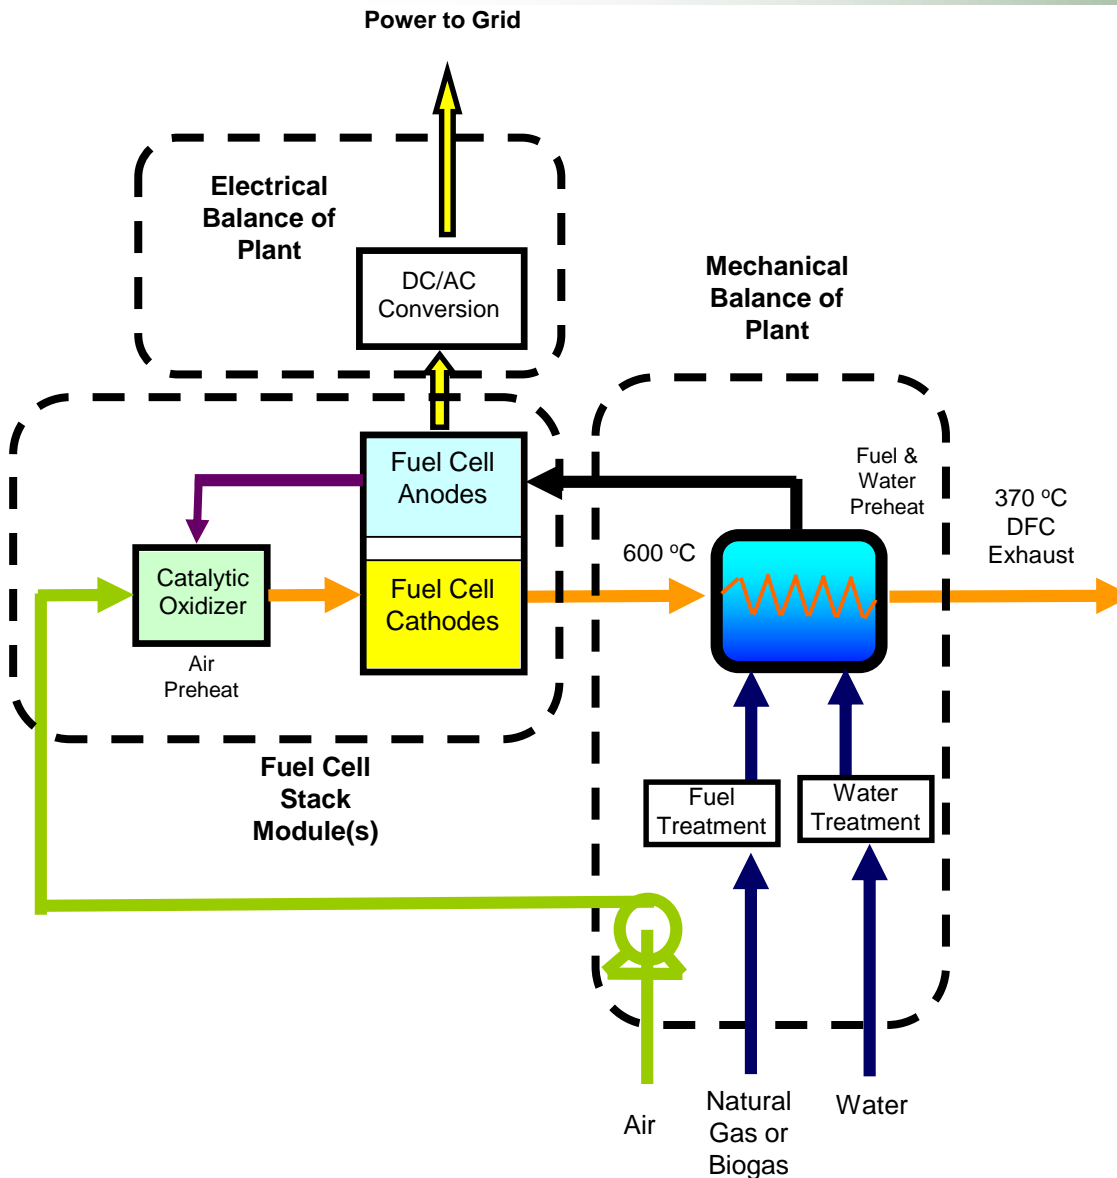 Power to Grid
Electrical
Balance of
Plant
DC/AC
Conversion
Mechanical
Balance of
Plant
Fuel Cell
Anodes
Fuel &
Water
Preheat
370 ºC
DFC
Exhaust
600 ºC
Catalytic
Oxidizer
Fuel Cell
Cathodes
Air
Preheat
Fuel Cell
Stack
Module(s)
Fuel
Treatment
Water
Treatment
Air
Natural
Gas or
Biogas
Water